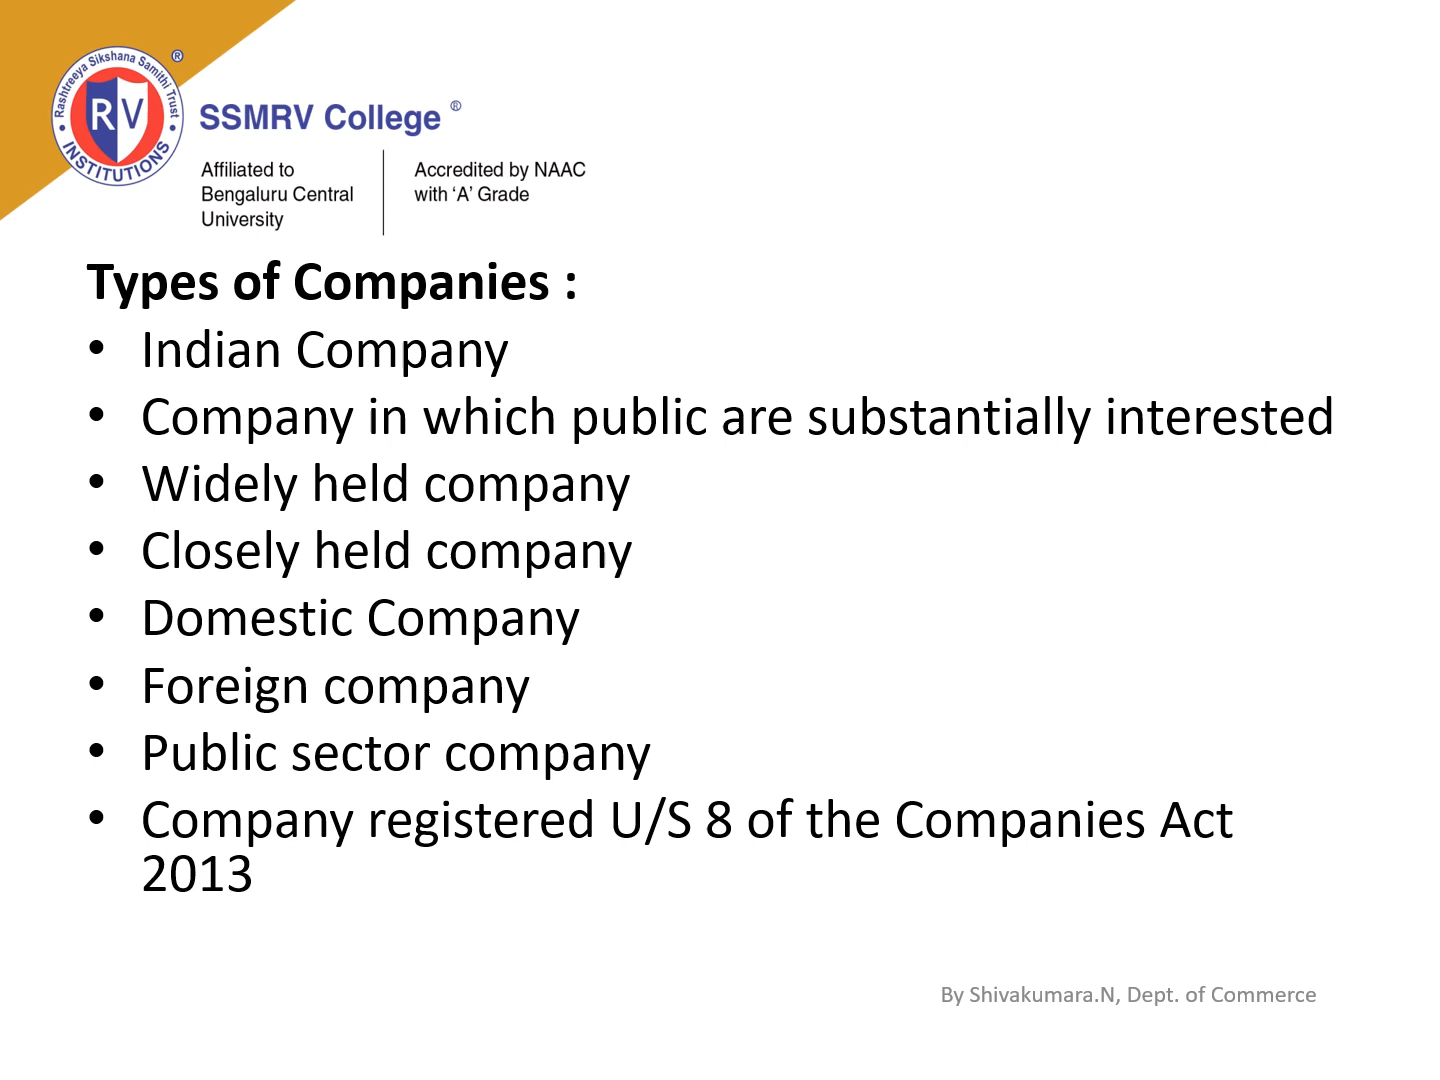 Rashtreeya Sikshana Samithi Trust
®
RV
• INSTITUTIONS •
SSMRV College ®
Affiliated to
Bengaluru Central
University
Accredited by NAAC
with ‘A’ Grade
Types of Companies :
• Indian Company
• Company in which public are substantially interested
• Widely held company
• Closely held company
• Domestic Company
• Foreign company
• Public sector company
• Company registered U/S 8 of the Companies Act
2013
By Shivakumara.N, Dept. of Commerce